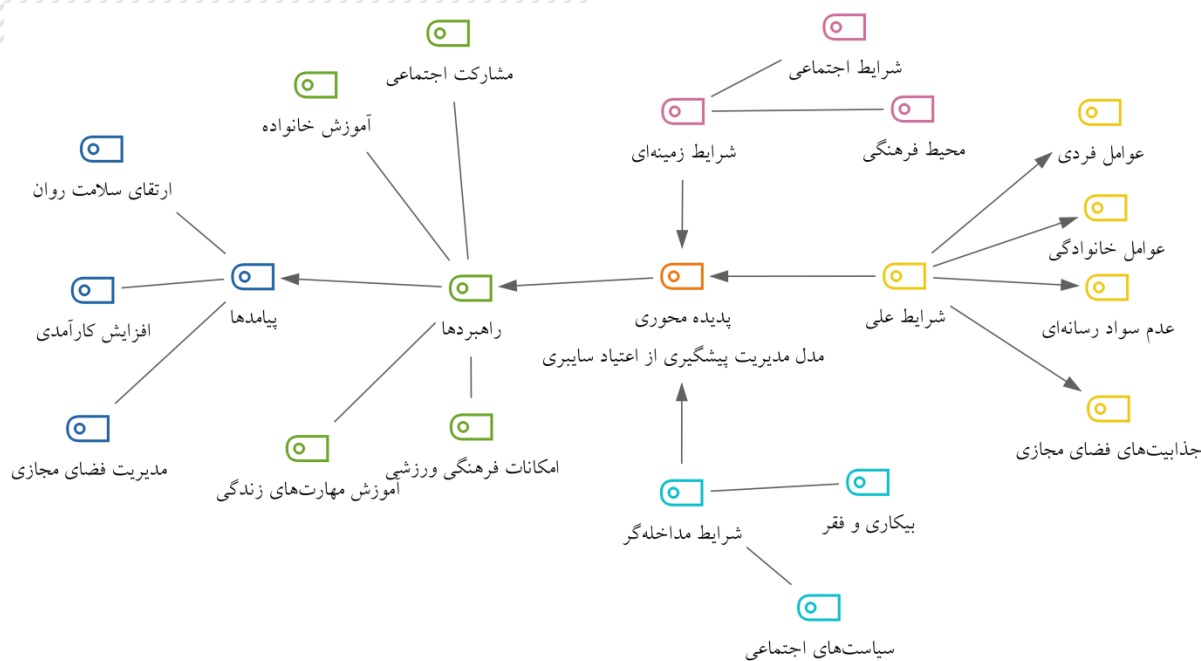 مشارکت اجتماعی
شرایط اجتماعی
آموزش خانواده
شرایط زمینه‌ای
محیط فرهنگی
عوامل فردی
ارتقای سلامت روان
عوامل خانوادگی
پیامدها
راهبردها
پدیده محوری
مدل مدیریت پیشگیری از اعتیاد سایبری
شرایط علی
عدم سواد رسانه‌ای
افزایش کارآمدی
مدیریت فضای مجازی
آموزش مهارت‌های زندگی
امکانات فرهنگی ورزشی
جذابیت‌های فضای مجازی
شرایط مداخله‌گر
بیکاری و فقر
سیاست‌های اجتماعی